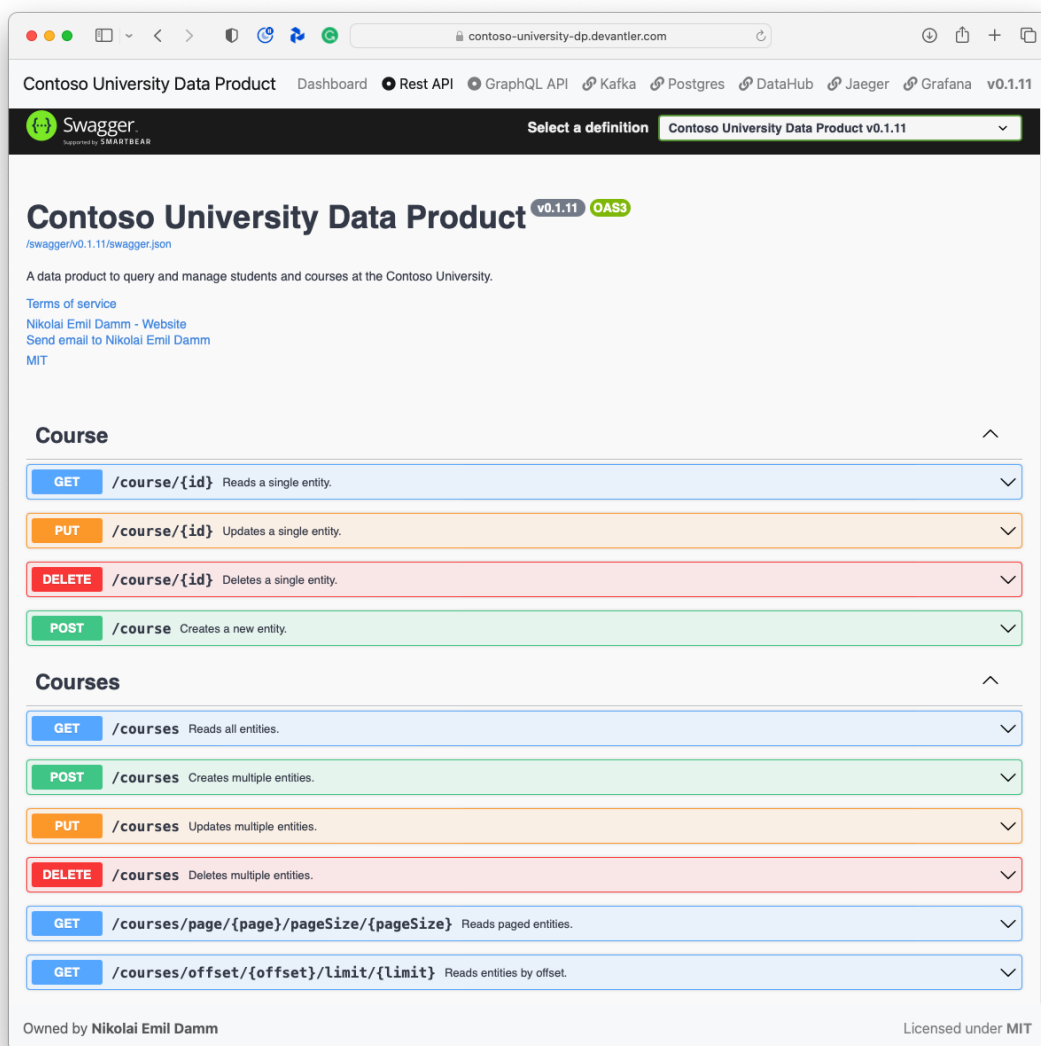 contoso-university-dp.devantler.com
Contoso University Data Product Dashboard Rest API GraphQL API Kafka Postgres DataHub Jaeger Grafana v0.1.11
Swagger.
Supported by SMARTBEAR
Select a definition Contoso University Data Product v0.1.11
Contoso University Data Product v0.1.11 OAS3
/swagger/v0.1.11/swagger.json
A data product to query and manage students and courses at the Contoso University.
Terms of service
Nikolai Emil Damm - Website
Send email to Nikolai Emil Damm
MIT
Course
GET /course/{id} Reads a single entity.
PUT /course/{id} Updates a single entity.
DELETE /course/{id} Deletes a single entity.
POST /course Creates a new entity.
Courses
GET /courses Reads all entities.
POST /courses Creates multiple entities.
PUT /courses Updates multiple entities.
DELETE /courses Deletes multiple entities.
GET /courses/page/{page}/pageSize/{pageSize} Reads paged entities.
GET /courses/offset/{offset}/limit/{limit} Reads entities by offset.
Owned by Nikolai Emil Damm Licensed under MIT